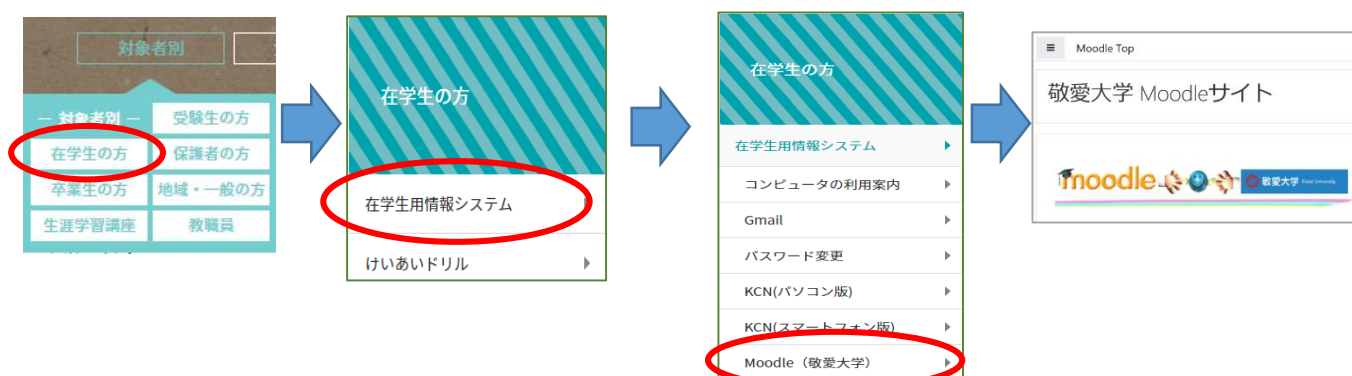 対象者別
― 対象者別 ―
受験生の方
在学生の方
保護者の方
卒業生の方
地域・一般の方
生涯学習講座
教職員
在学生の方
在学生用情報システム
けいあいドリル
在学生の方
在学生用情報システム
コンピュータの利用案内
Gmail
パスワード変更
KCN(パソコン版)
KCN(スマートフォン版)
Moodle（敬愛大学）
Moodle Top
敬愛大学 Moodleサイト
moodle
敬愛大学